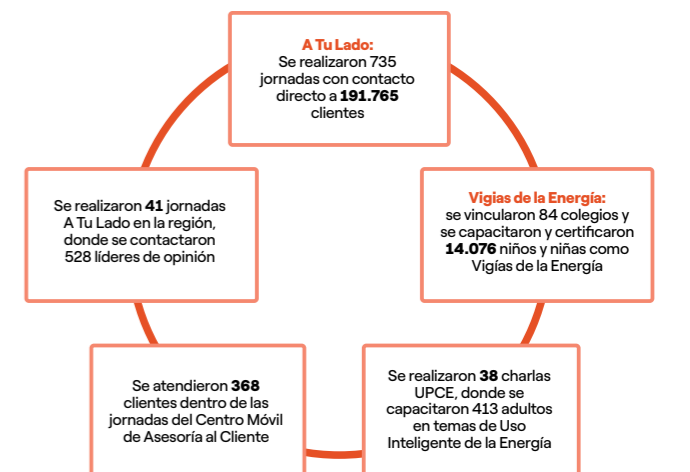 A Tu Lado:
Se realizaron 735
jornadas con contacto
directo a 191.765
clientes
Se realizaron 41 jornadas
A Tu Lado en la región,
donde se contactaron
528 líderes de opinión
Vigias de la Energía:
se vincularon 84 colegios y
se capacitaron y certificaron
14.076 niños y niñas como
Vigías de la Energía
Se atendieron 368
clientes dentro de las
jornadas del Centro Móvil
de Asesoría al Cliente
Se realizaron 38 charlas
UPCE, donde se
capacitaron 413 adultos
en temas de Uso
Inteligente de la Energía